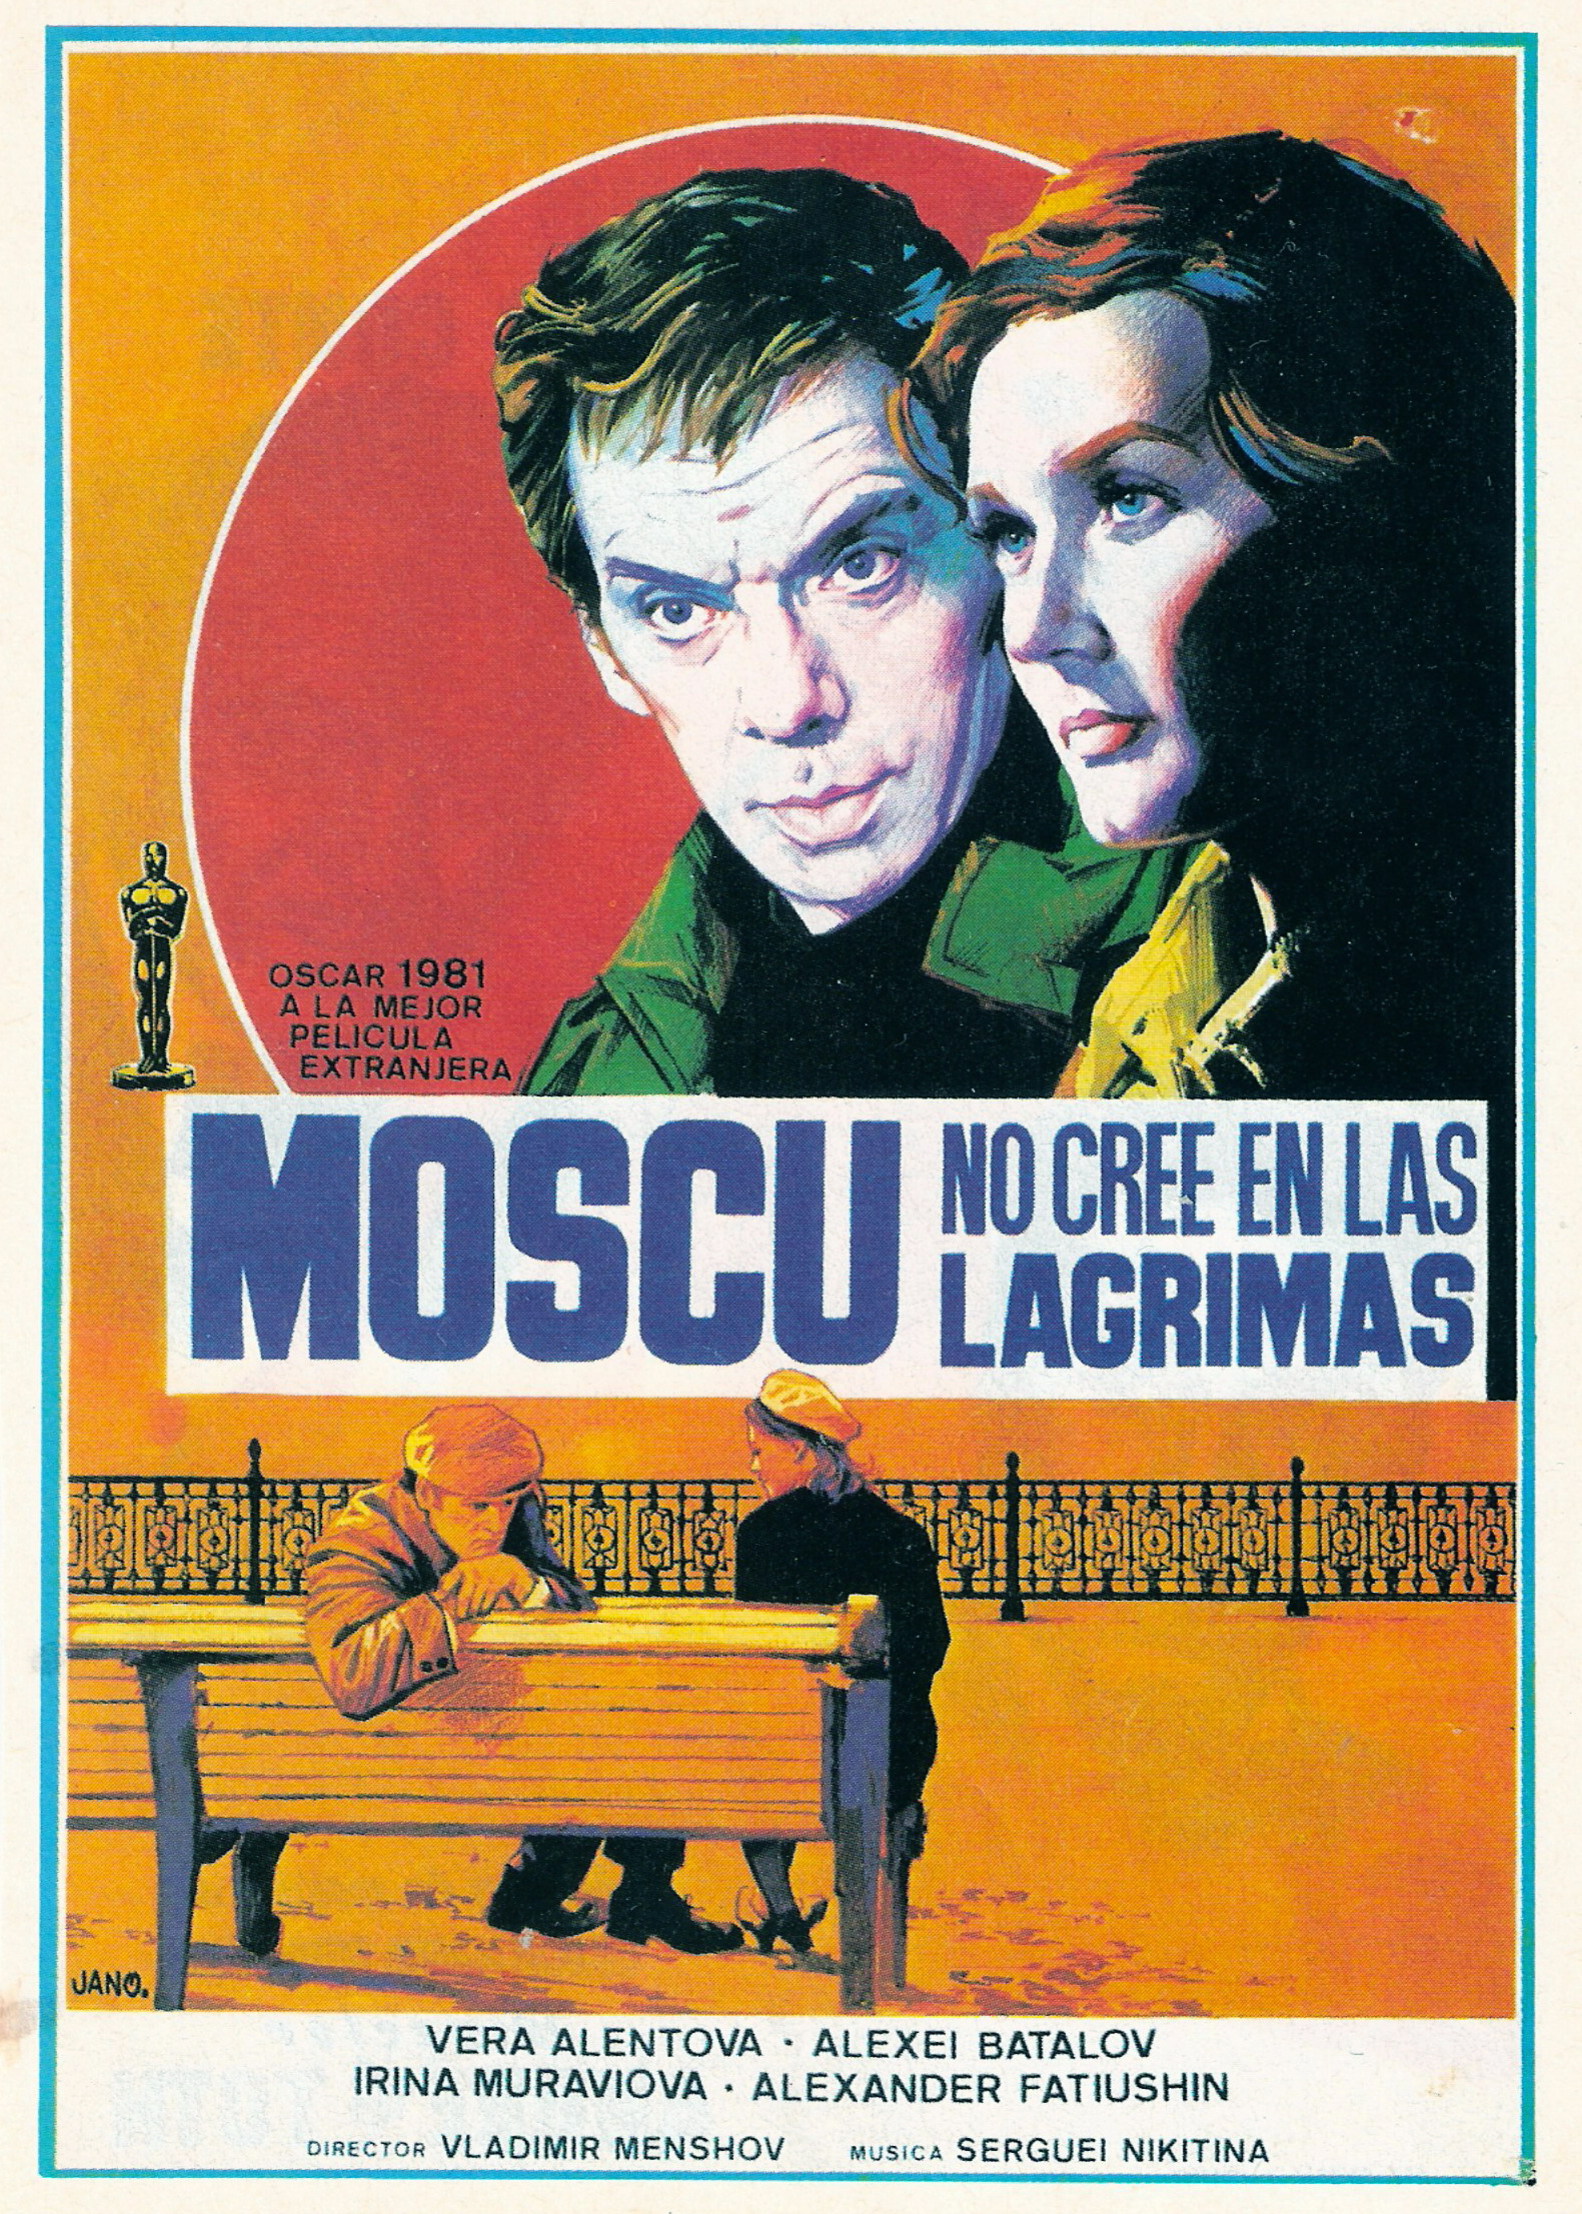 OSCAR 1981
A LA MEJOR
PELICULA
EXTRANJERA
MOSCU NO CREE EN LAS
LAGRIMAS
JANO.
VERA ALENTOVA · ALEXEI BATALOV
IRINA MURAVIOVA · ALEXANDER FATIUSHIN
DIRECTOR VLADIMIR MENSHOV MUSICA SERGUEI NIKITINA